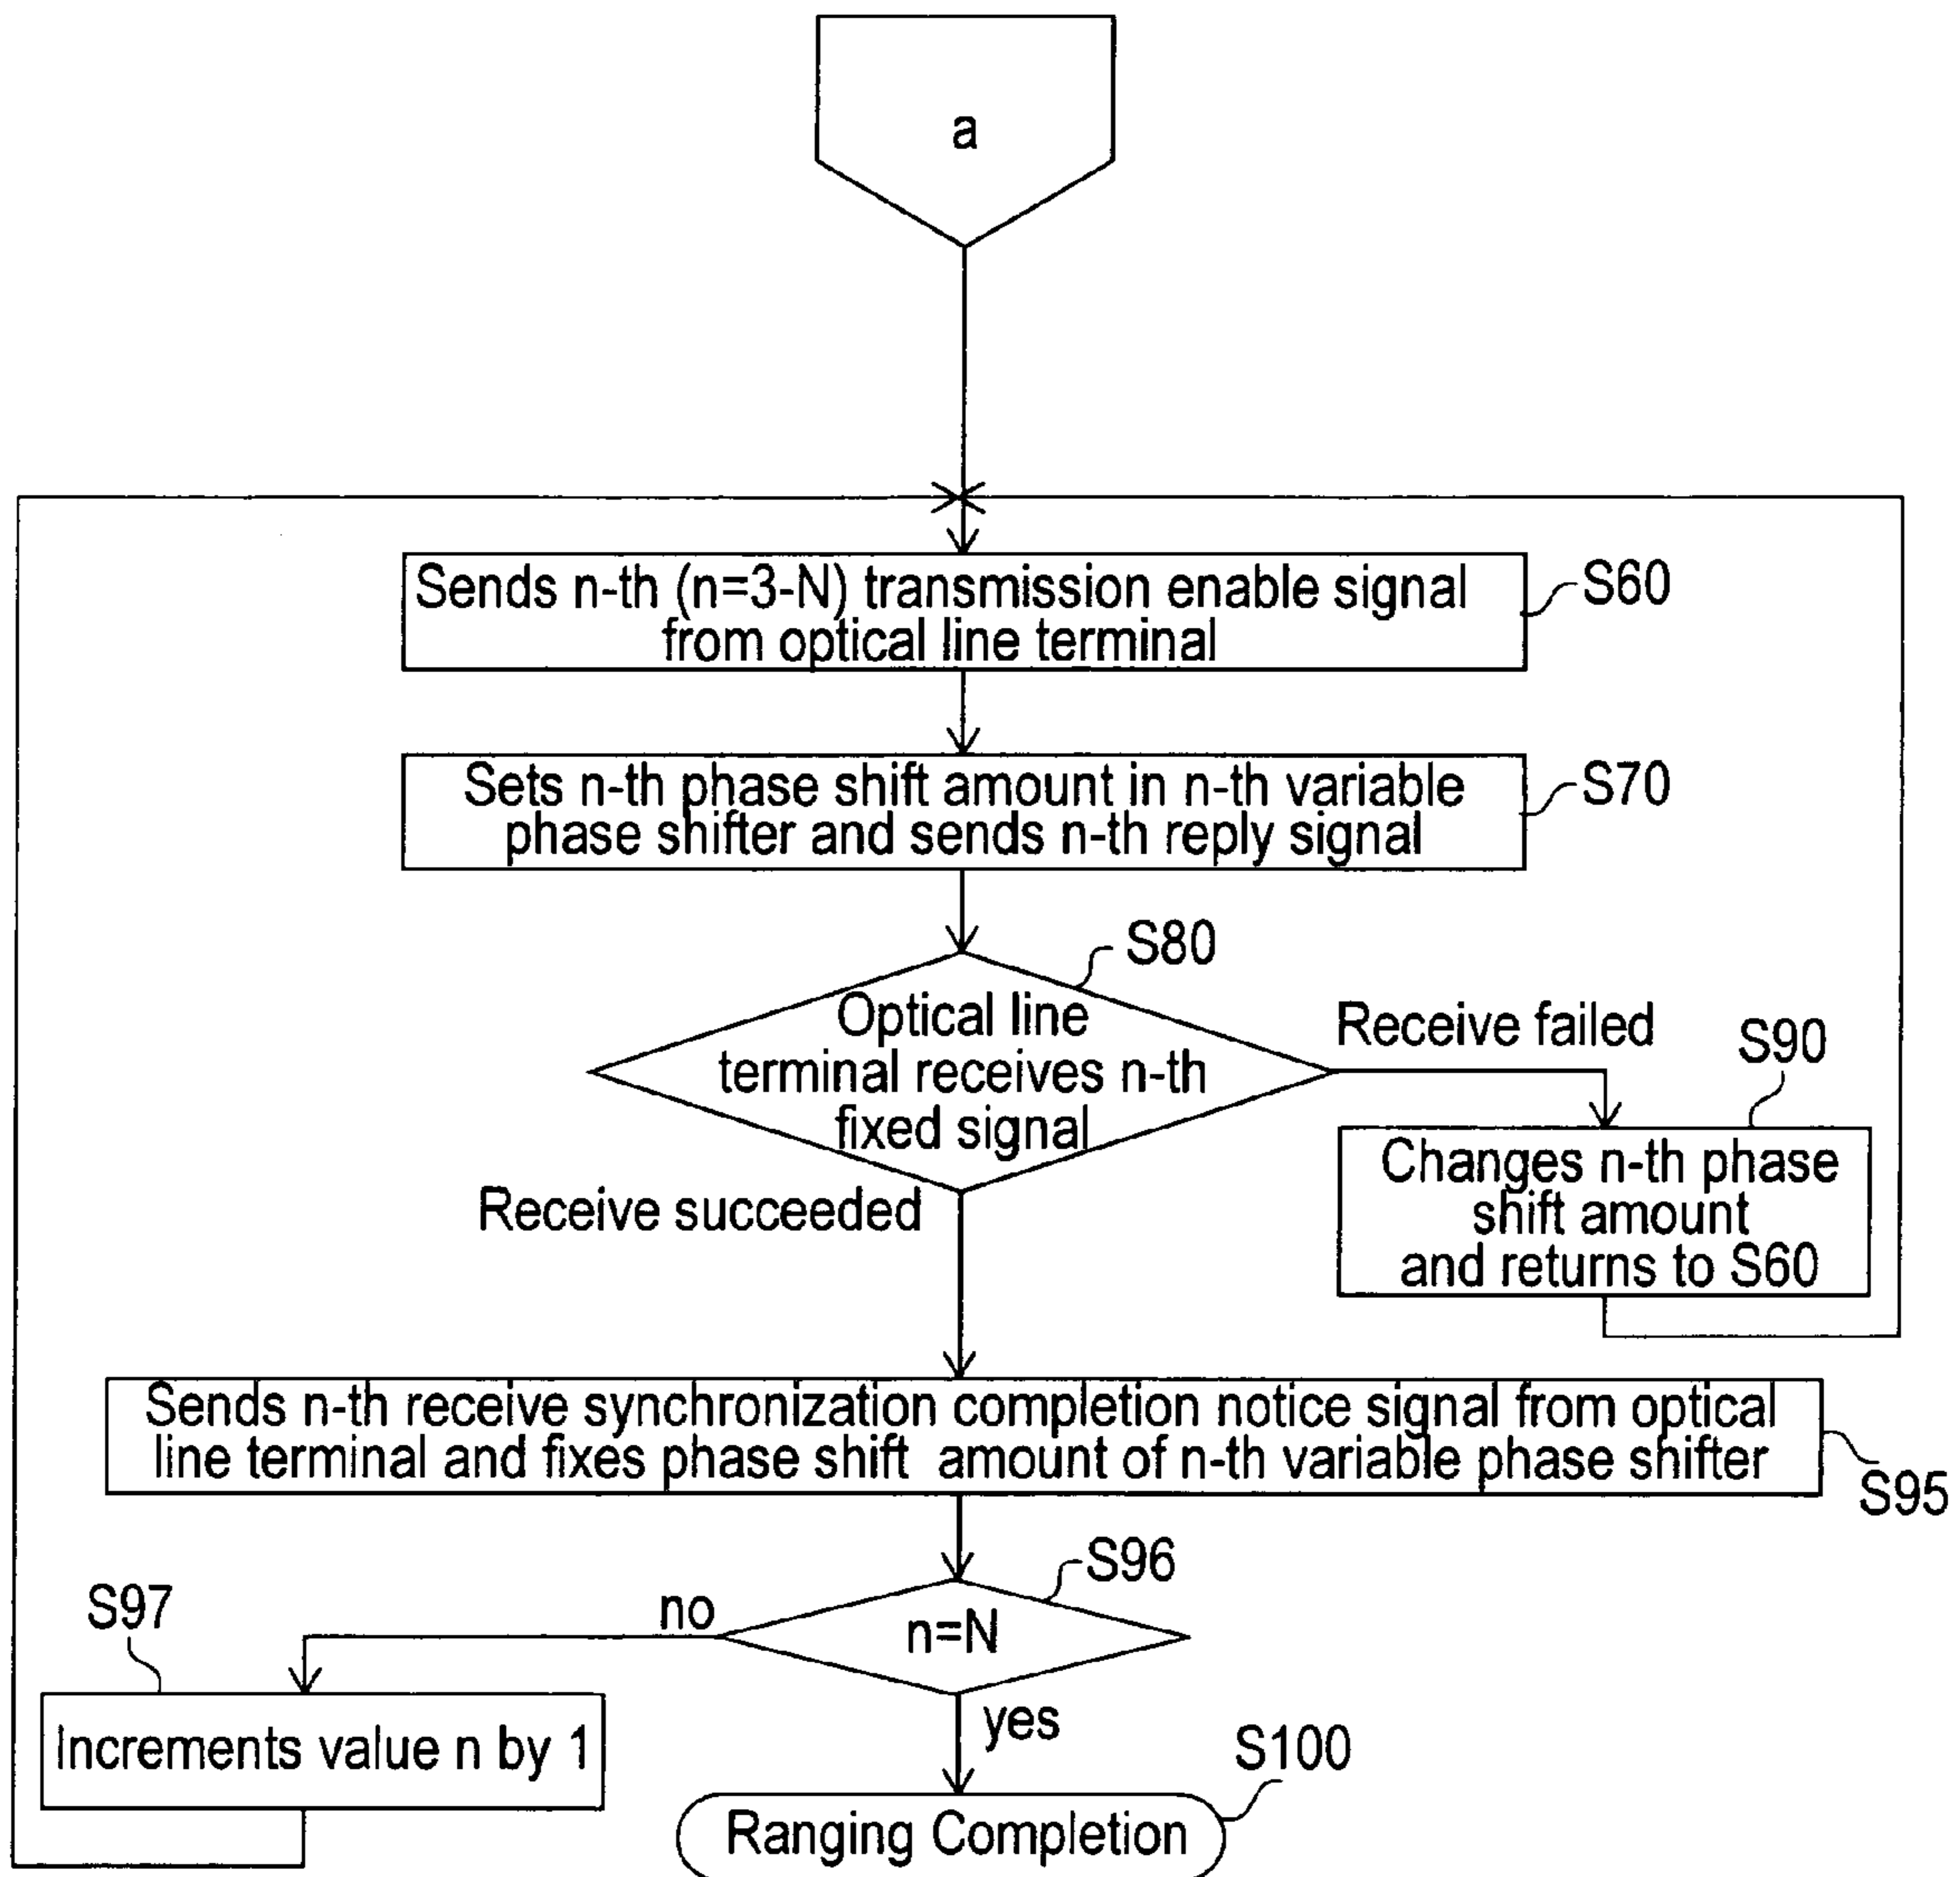 a
Sends n-th (n=3-N) transmission enable signal
from optical line terminal
S60
Sets n-th phase shift amount in n-th variable
phase shifter and sends n-th reply signal
S70
S80
Optical line
terminal receives n-th
fixed signal
Receive failed
S90
Changes n-th phase
shift amount
and returns to S60
Receive succeeded
Sends n-th receive synchronization completion notice signal from optical
line terminal and fixes phase shift amount of n-th variable phase shifter
S95
S96
n=N
no
S97
Increments value n by 1
yes
S100
Ranging Completion